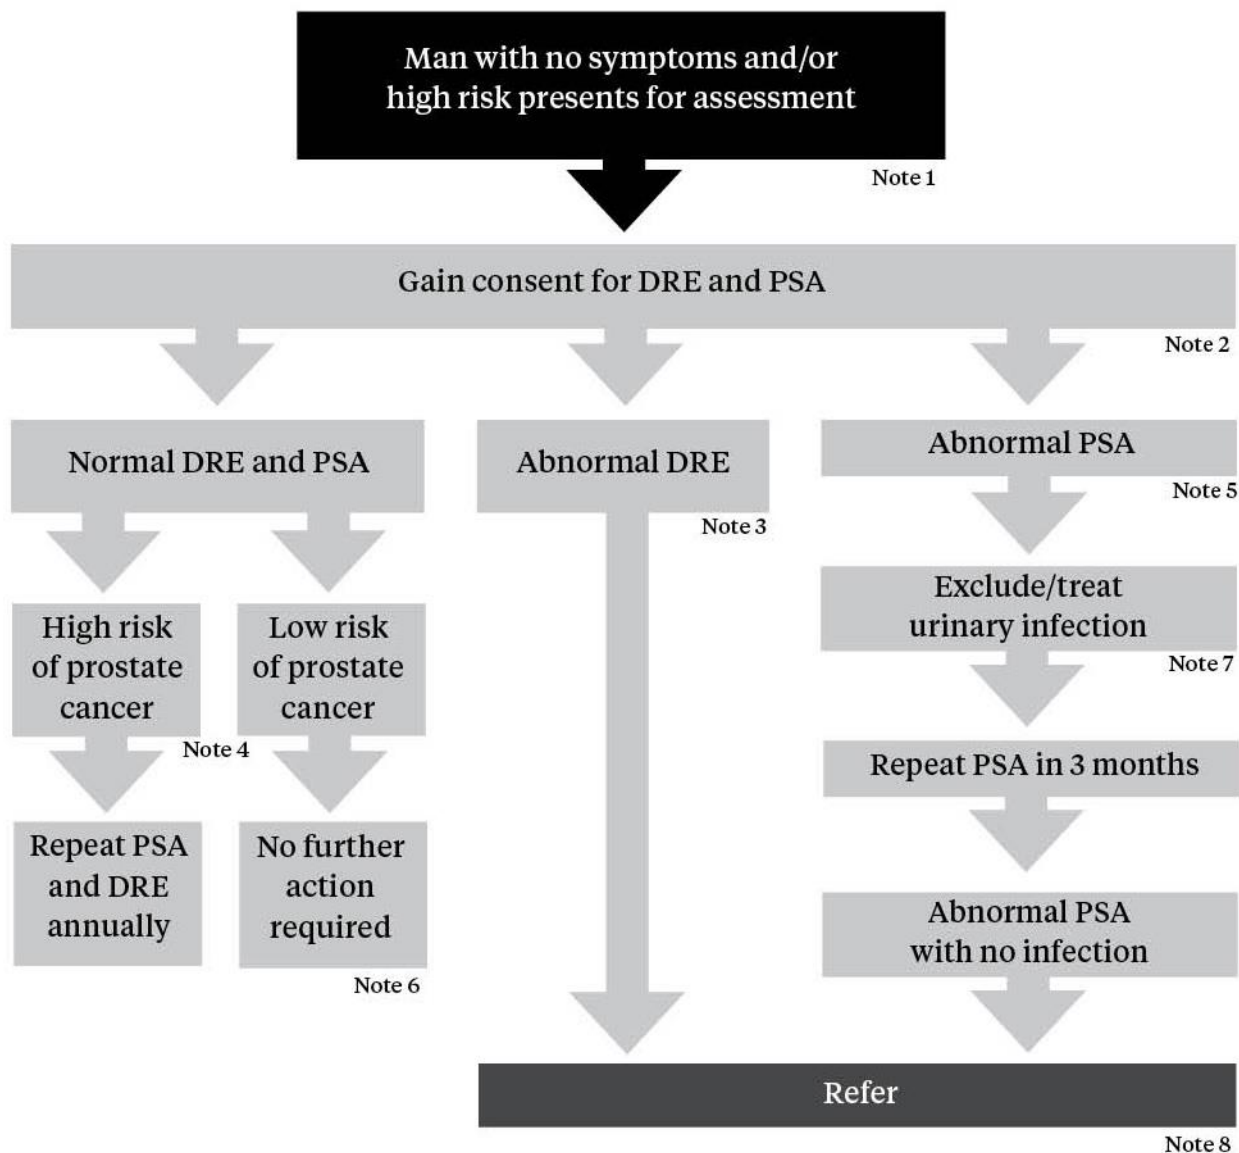 Man with no symptoms and/or
high risk presents for assessment
Note 1
Gain consent for DRE and PSA
Note 2
Normal DRE and PSA
Abnormal DRE
Note 3
Abnormal PSA
Note 5
High risk
of prostate
cancer
Note 4
Low risk
of prostate
cancer
Exclude/treat
urinary infection
Note 7
Repeat PSA in 3 months
Repeat PSA
and DRE
annually
No further
action
required
Note 6
Abnormal PSA
with no infection
Refer
Note 8